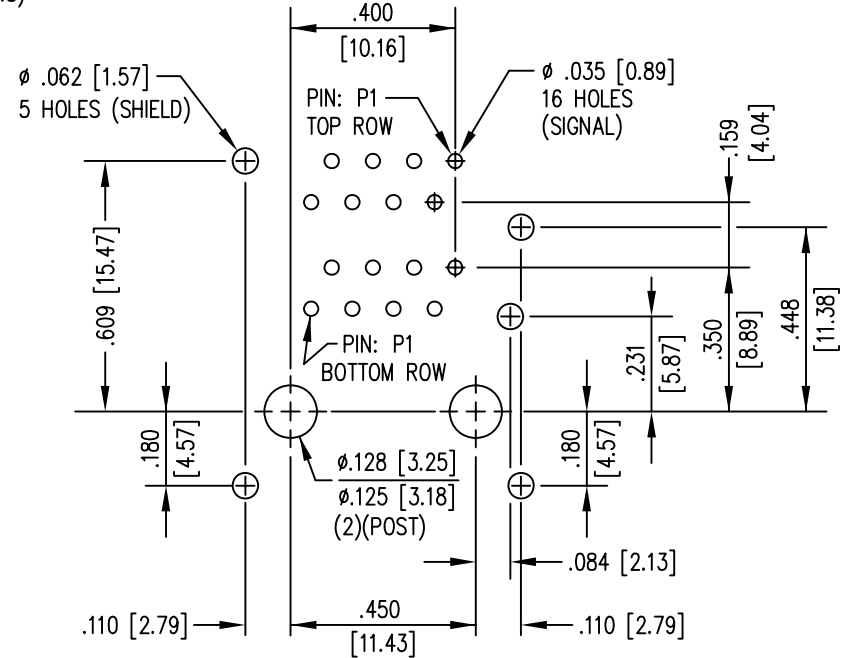 .400
[10.16]
ø .062 [1.57]
5 HOLES (SHIELD)
PIN: P1
TOP ROW
ø .035 [0.89]
16 HOLES
(SIGNAL)
.159
[4.04]
.609 [15.47]
.448
[11.38]
.350
[8.89]
.231
[5.87]
PIN: P1
BOTTOM ROW
.180
[4.57]
ø.128 [3.25]
ø.125 [3.18]
(2)(POST)
.180
[4.57]
.084 [2.13]
.110 [2.79]
.450
[11.43]
.110 [2.79]